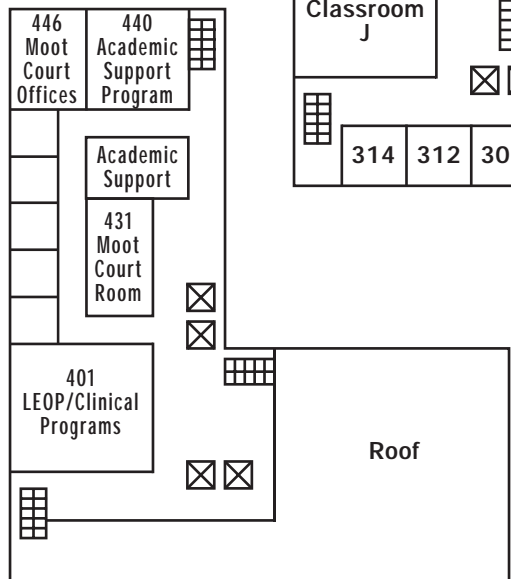 446
Moot
Court
Offices
440
Academic
Support
Program
Classroom
J
314
312
30
Academic
Support
431
Moot
Court
Room
401
LEOP/Clinical
Programs
Roof